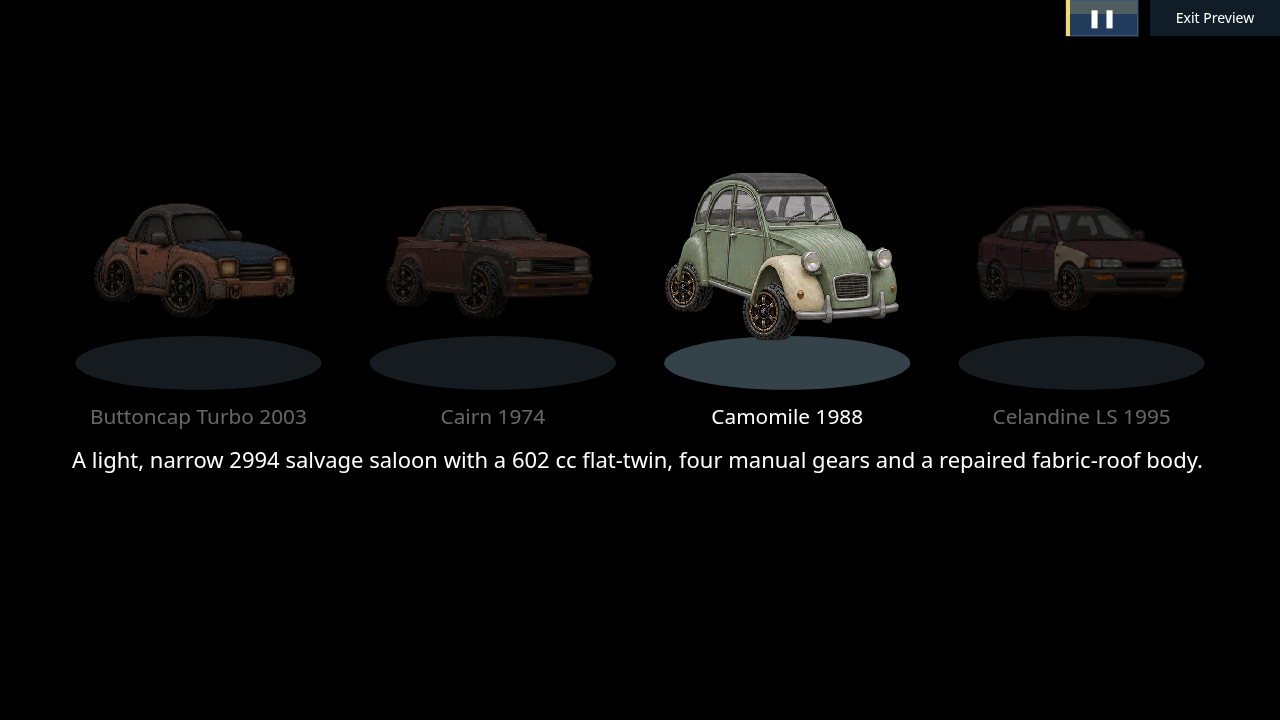 Exit Preview
Buttoncap Turbo 2003
Cairn 1974
Camomile 1988
Celandine LS 1995
A light, narrow 2994 salvage saloon with a 602 cc flat-twin, four manual gears and a repaired fabric-roof body.